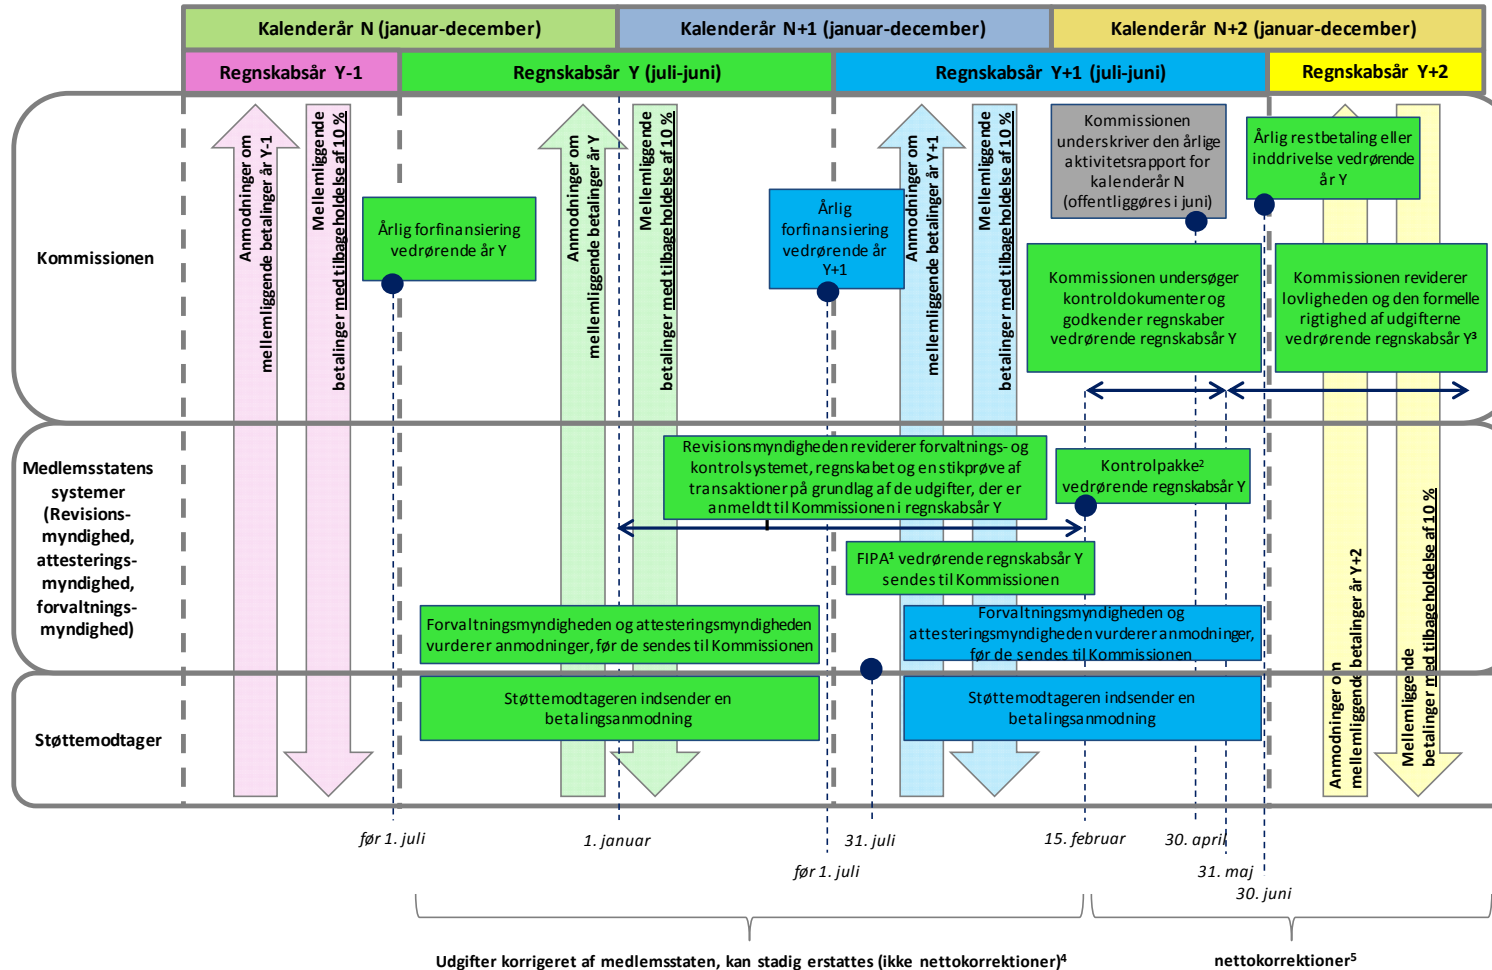 Kalenderår N (januar-december)
Kalenderår N+1 (januar-december)
Kalenderår N+2 (januar-december)
Regnskabsår Y-1
Regnskabsår Y (juli-juni)
Regnskabsår Y+1 (juli-juni)
Regnskabsår Y+2
Kommissionen
Anmodninger om
mellemliggende betalinger år Y-1
Mellemliggende
betalinger med tilbageholdelse af 10 %
Årlig forfinansiering
vedrørende år Y
Anmodninger om
mellemliggende betalinger år Y
Mellemliggende
betalinger med tilbageholdelse af 10 %
Årlig
forfinansiering
vedrørende år
Y+1
Anmodninger om
mellemliggende betalinger år Y+1
Mellemliggende
betalinger med tilbageholdelse af 10 %
Kommissionen
underskriver den årlige
aktivitetsrapport for
kalenderår N
(offentliggøres i juni)
Årlig restbetaling eller
inddrivelse vedrørende
år Y
Kommissionen undersøger
kontroldokumenter og
godkender regnskaber
vedrørende regnskabsår Y
Kommissionen reviderer
lovligheden og den formelle
rigtighed af udgifterne
vedrørende regnskabsår Y³
Medlemsstatens
systemer
(Revisions-
myndighed,
attesterings-
myndighed,
forvaltnings-
myndighed)
Revisionsmyndigheden reviderer forvaltnings- og
kontrolsystemet, regnskabet og en stikprøve af
transaktioner på grundlag af de udgifter, der er
anmeldt til Kommissionen i regnskabsår Y
Kontrolpakke²
vedrørende regnskabsår Y
FIPA¹ vedrørende regnskabsår Y
sendes til Kommissionen
Forvaltningsmyndigheden og attesteringsmyndigheden
vurderer anmodninger, før de sendes til Kommissionen
Forvaltningsmyndigheden og
attesteringsmyndigheden vurderer anmodninger,
før de sendes til Kommissionen
Anmodninger om
mellemliggende betalinger år Y+2
Mellemliggende
betalinger med tilbageholdelse af 10 %
Støttemodtager
Støttemodtageren indsender en
betalingsanmodning
Støttemodtageren indsender en
betalingsanmodning
før 1. juli
1. januar
før 1. juli
31. juli
15. februar
30. april
31. maj
30. juni
Udgifter korrigeret af medlemsstaten, kan stadig erstattes (ikke nettokorrektioner)⁴
nettokorrektioner⁵